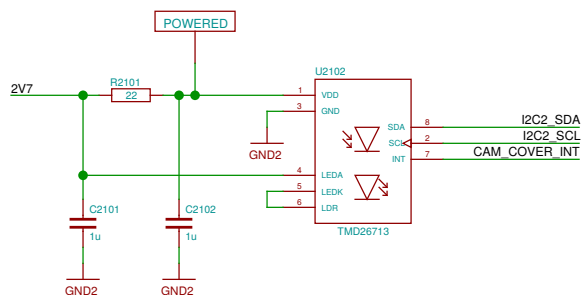 POWERED
U2102
R2101
2V7
22
1
VDD
3
GND
SDA
8
I2C2_SDA
SCL
2
I2C2_SCL
INT
7
CAM_COVER_INT
GND2
4
LEDA
5
LEDK
6
LDR
C2101
1u
C2102
1u
TMD26713
GND2
GND2